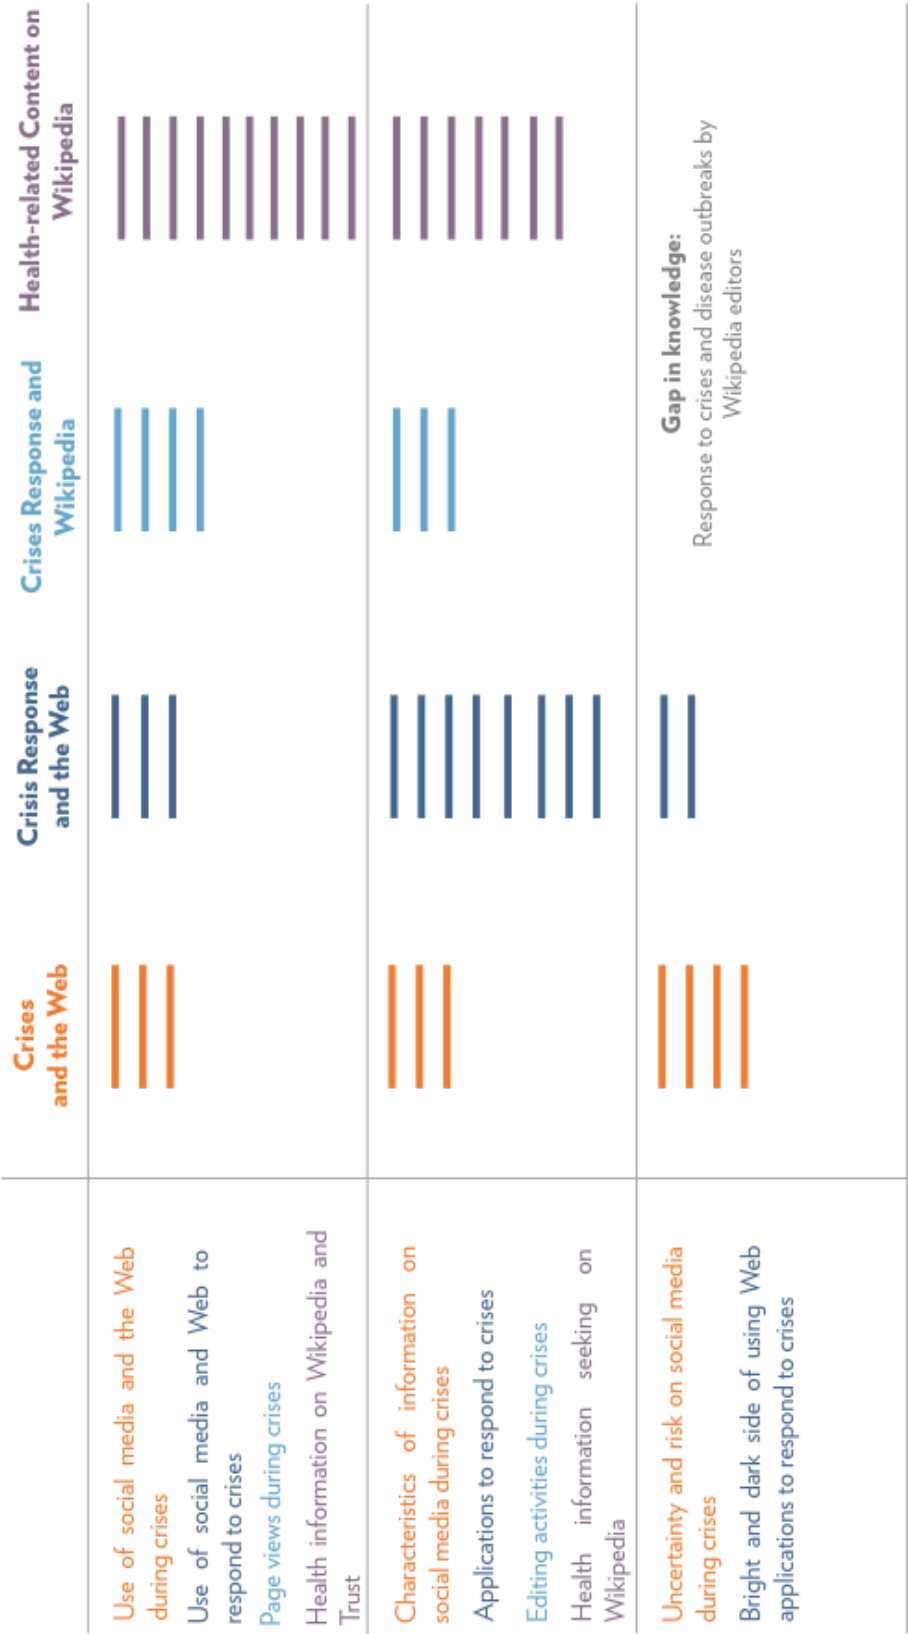 Crises
and the Web
Crisis Response
and the Web
Crises Response and
Wikipedia
Health-related Content on
Wikipedia
Use of social media and the Web
during crises
Use of social media and Web to
respond to crises
Page views during crises
Health information on Wikipedia and
Trust
Characteristics of information on
social media during crises
Applications to respond to crises
Editing activities during crises
Health information seeking on
Wikipedia
Uncertainty and risk on social media
during crises
Bright and dark side of using Web
applications to respond to crises
Gap in knowledge:
Response to crises and disease outbreaks by
Wikipedia editors